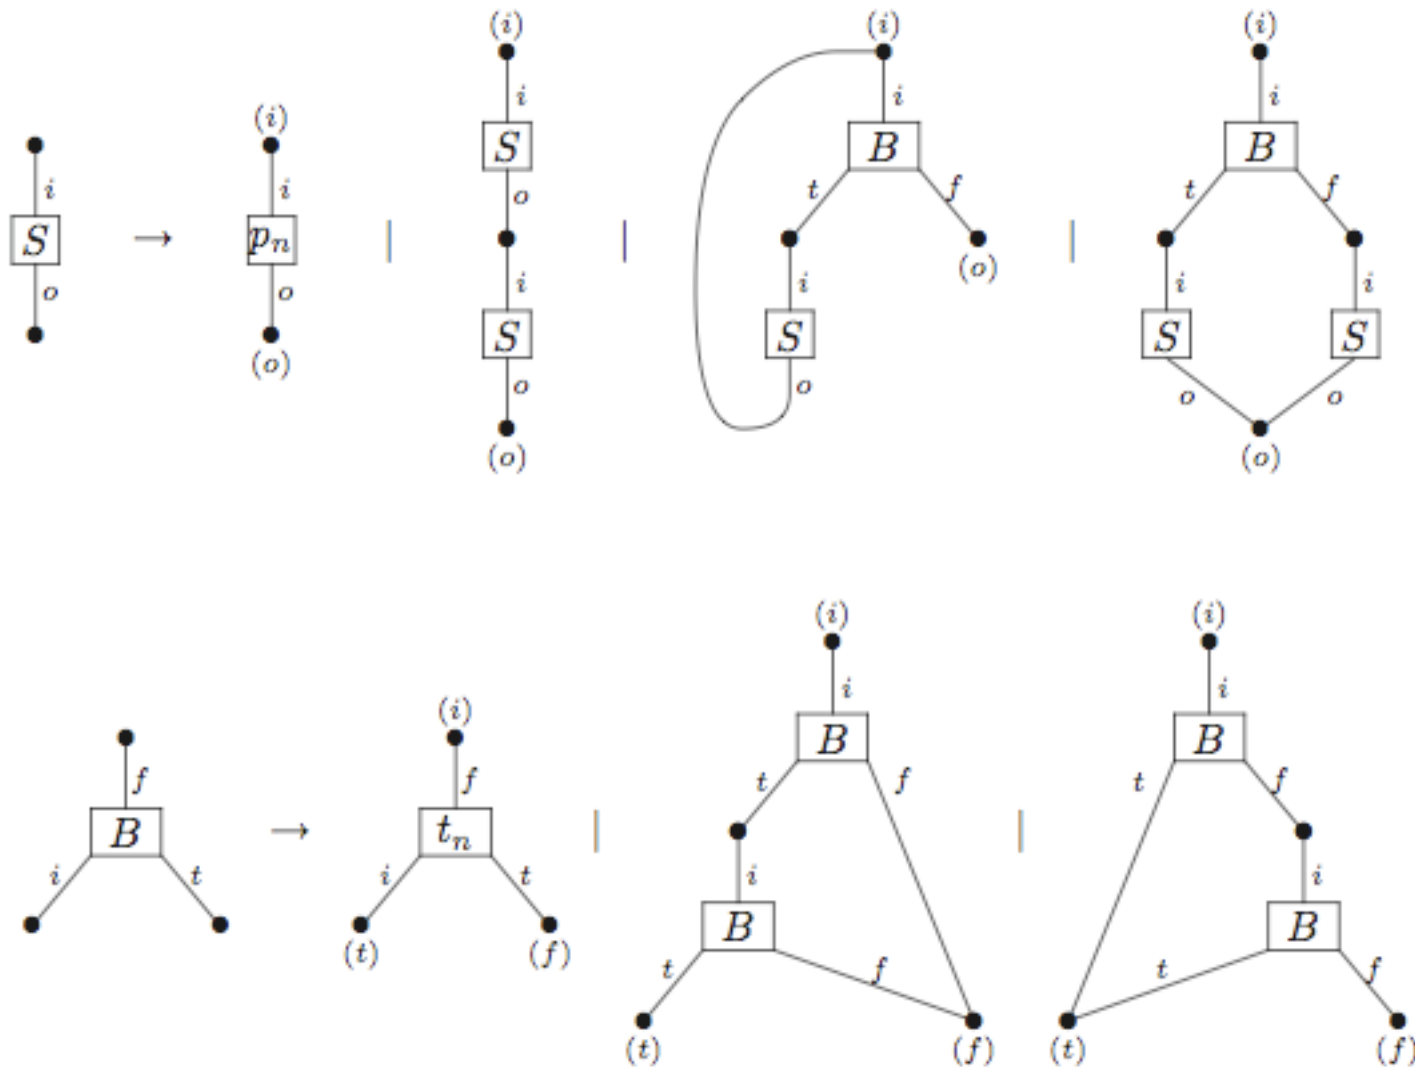 (i) (i) (i)
i i i
(i) S B B
i i o t f t f
S → p_n | | (o) |
o o i i i i
(o) S S S S
o o o o
(o) (o)
(i) (i)
i i
(i) B B
f f t f t f
B → t_n | |
i t i t i i
(t) (f) B B
t f t f
(t) (f) (t) (f)